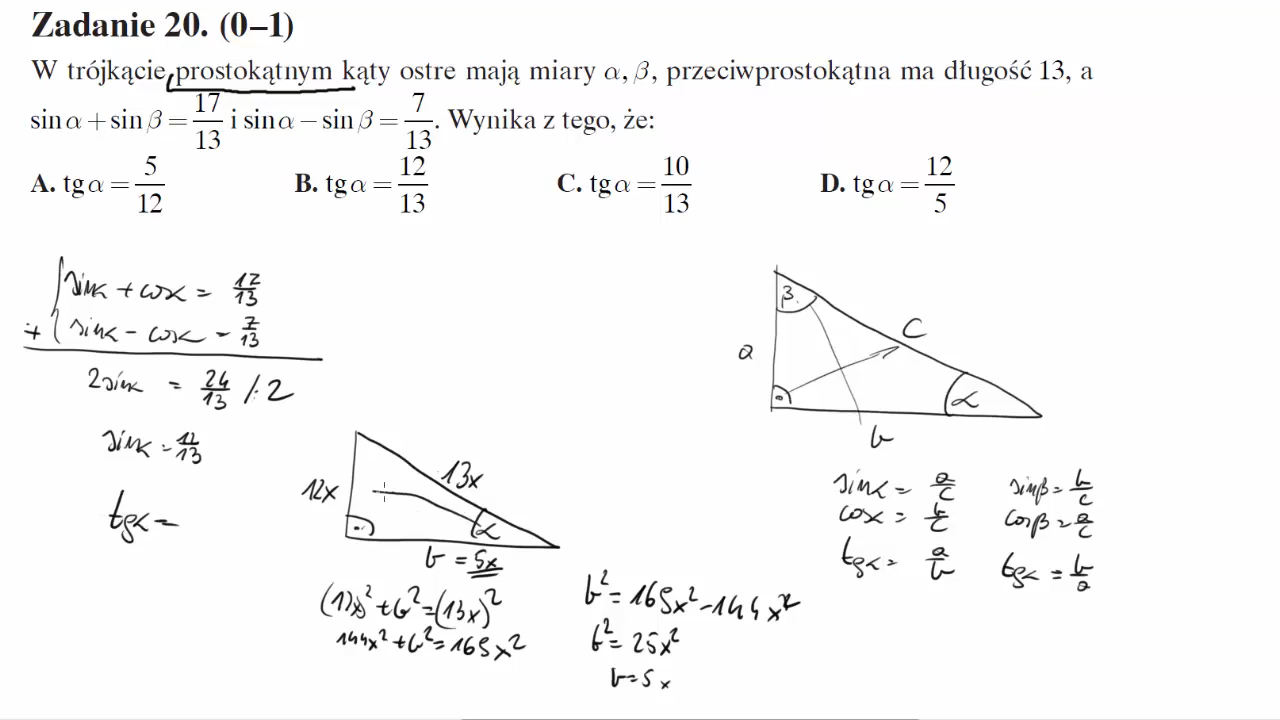 Zadanie 20. (0–1)
W trójkącie prostokątnym kąty ostre mają miary α, β, przeciwprostokątna ma długość 13, a
sin α + sin β = 17/13 i sin α − sin β = 7/13. Wynika z tego, że:
A. tg α = 5/12 B. tg α = 12/13 C. tg α = 10/13 D. tg α = 12/5
sinα + cosα = 17/13
+ sinα − cosα = 7/13
2sinα = 24/13 /:2
sinα = 12/13
tgα =
12x 13x α
b = 5x
(12x)² + b² = (13x)²
144x² + b² = 169x²
b² = 169x² − 144x²
b² = 25x²
b = 5x
β
a c
α
b
sinα = a/c sinβ = b/c
cosα = b/c cosβ = a/c
tgα = a/b tgα = b/a